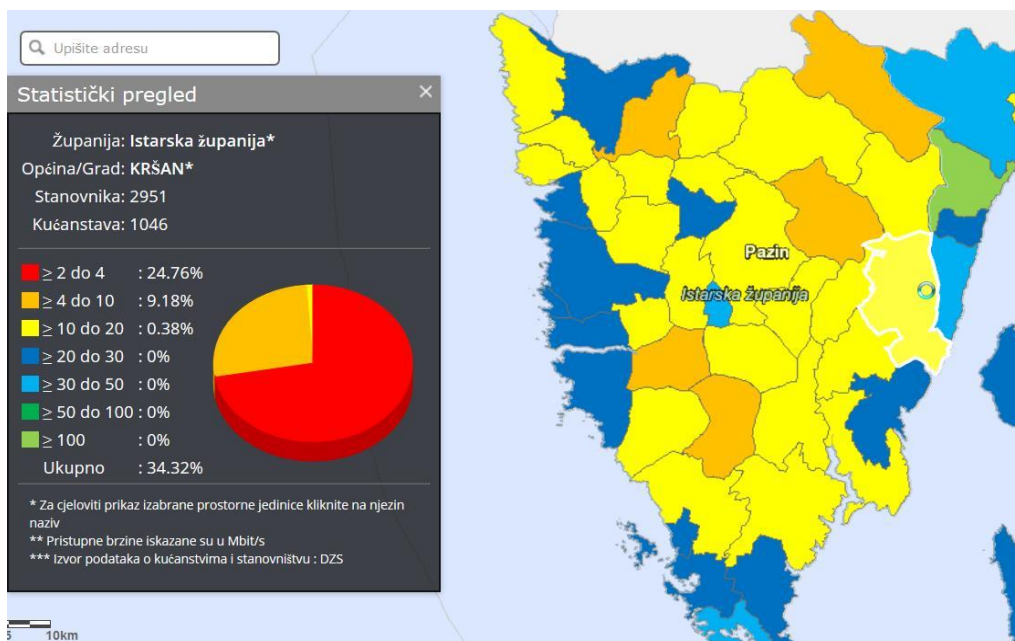 Upišite adresu
Statistički pregled ×
Županija: Istarska županija*
Općina/Grad: KRŠAN*
Stanovnika: 2951
Kućanstava: 1046
≥ 2 do 4 : 24.76%
≥ 4 do 10 : 9.18%
≥ 10 do 20 : 0.38%
≥ 20 do 30 : 0%
≥ 30 do 50 : 0%
≥ 50 do 100 : 0%
≥ 100 : 0%
Ukupno : 34.32%
* Za cjeloviti prikaz izabrane prostorne jedinice kliknite na njezin
naziv
** Pristupne brzine iskazane su u Mbit/s
*** Izvor podataka o kućanstvima i stanovništvu : DZS
Pazin
Istarska županija
5 10km